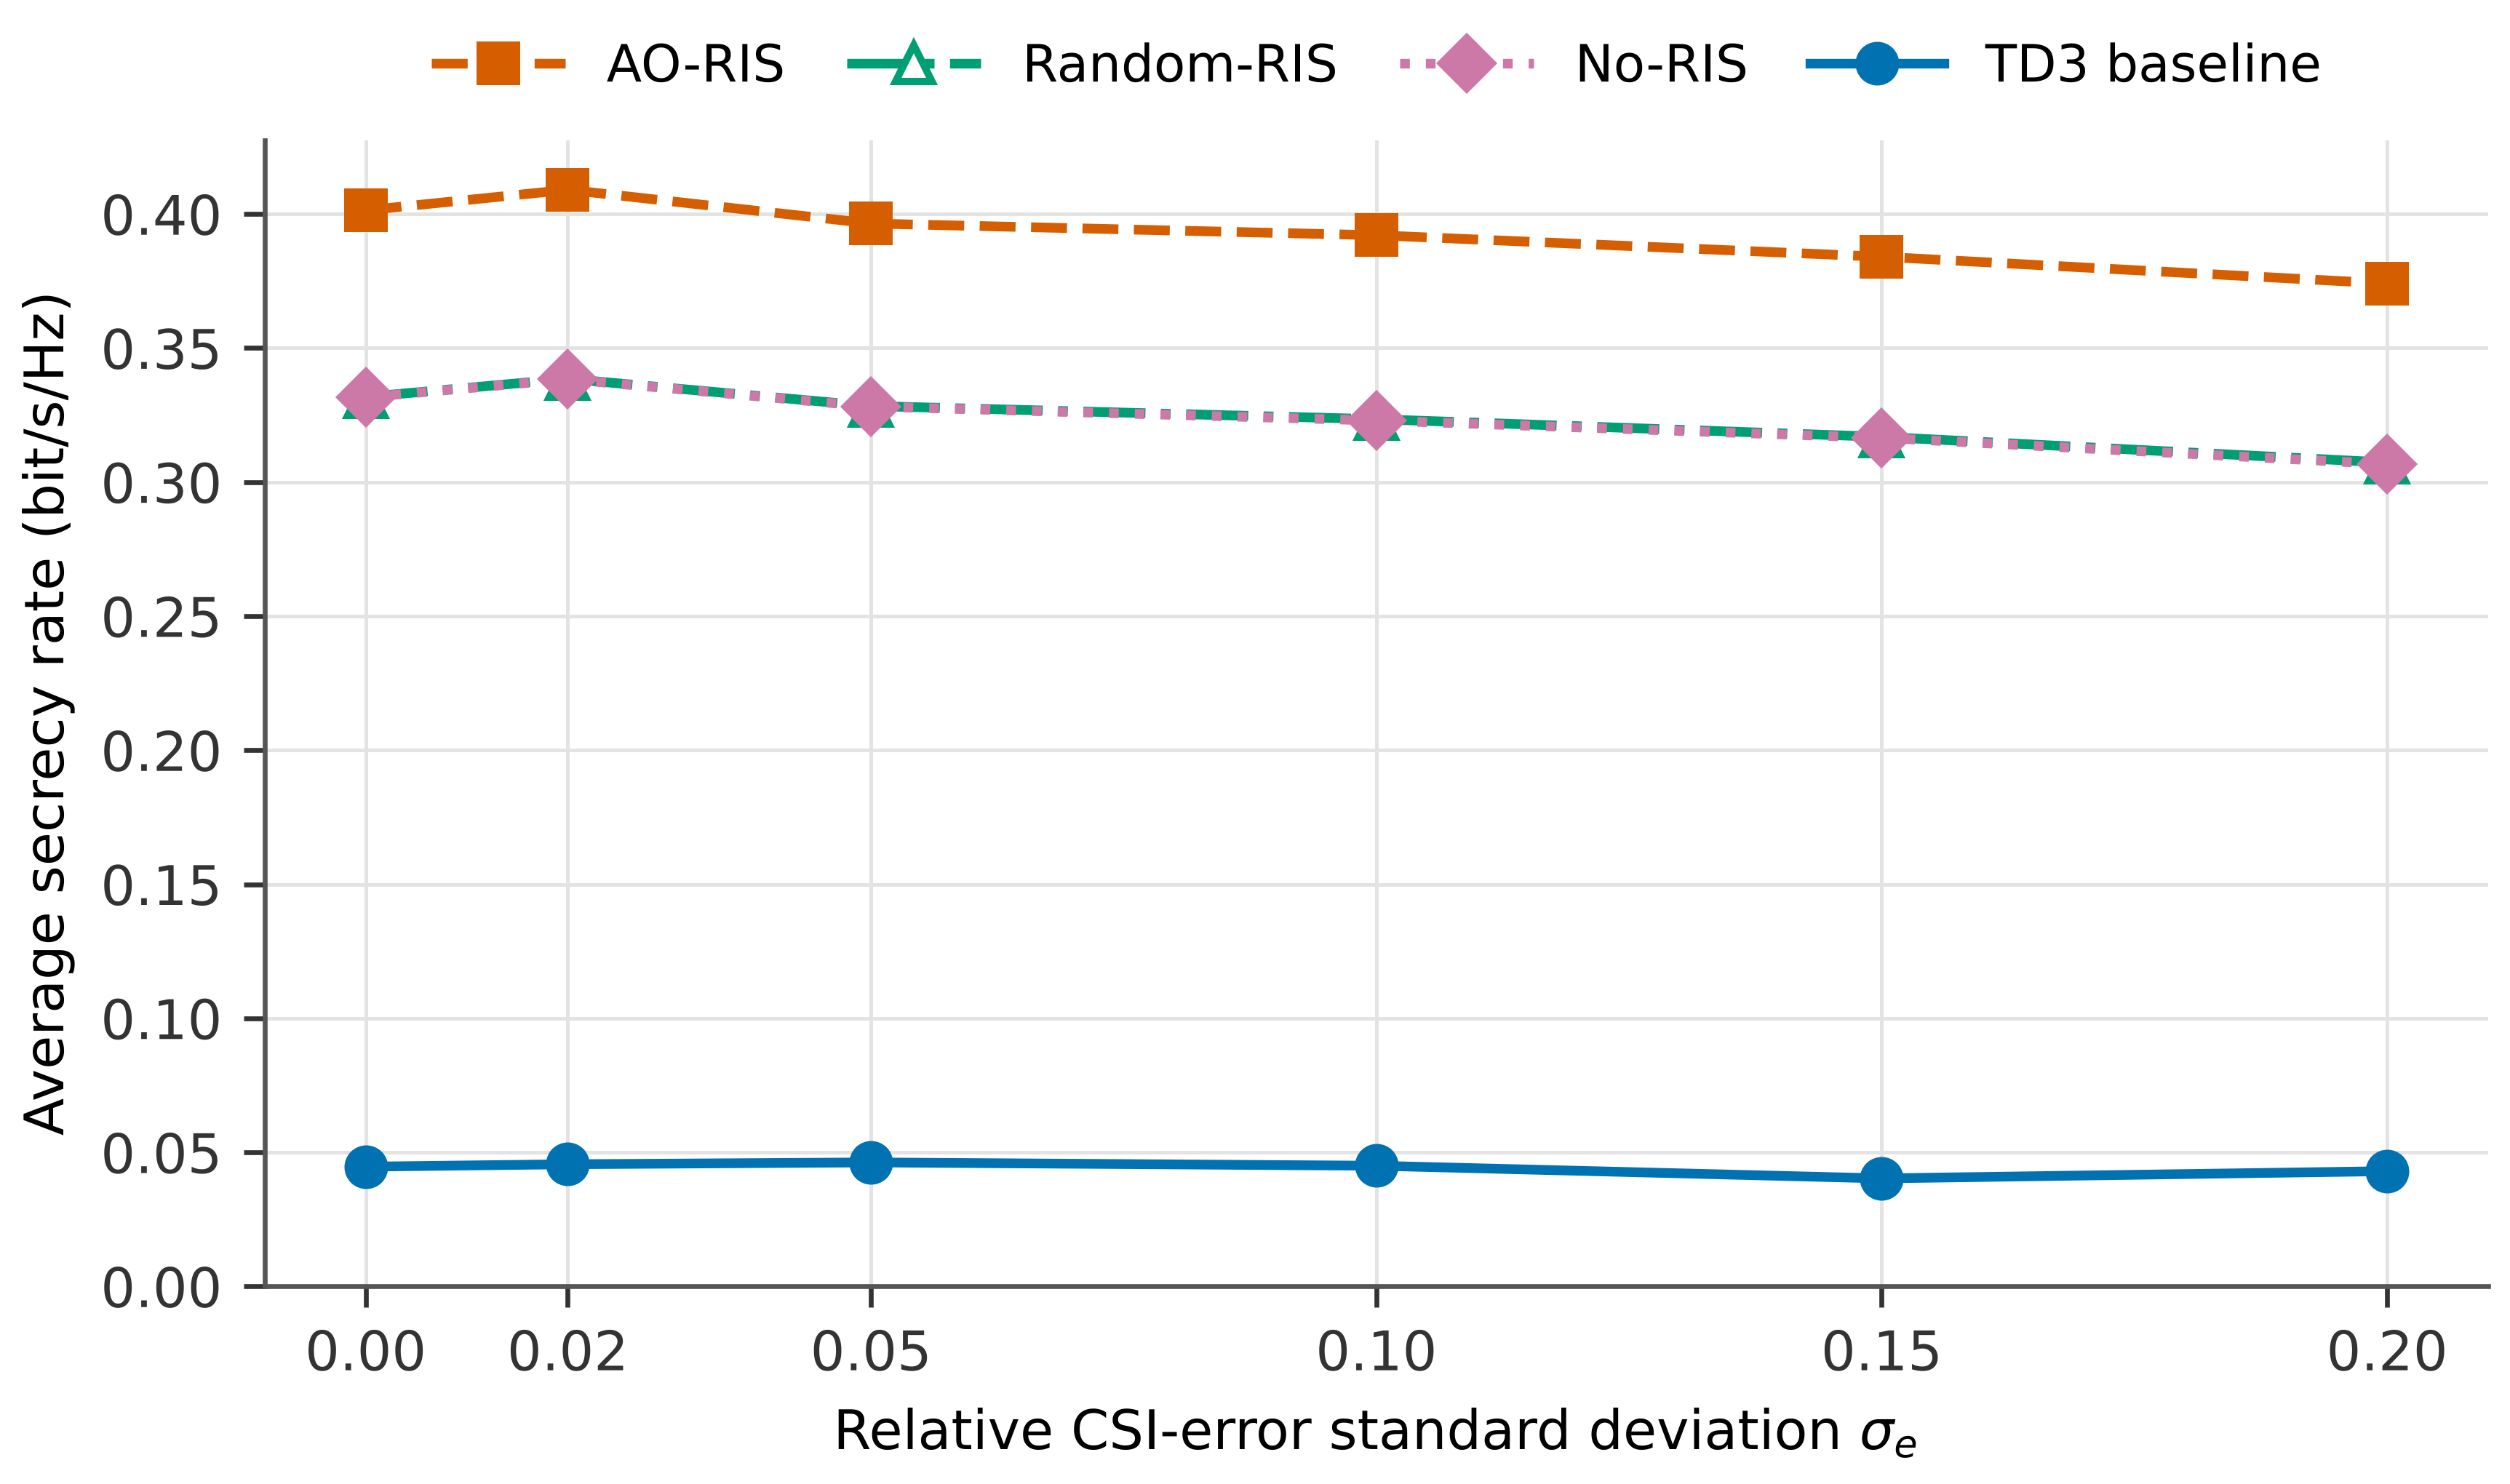 AO-RIS Random-RIS No-RIS TD3 baseline
Average secrecy rate (bit/s/Hz)
0.40
0.35
0.30
0.25
0.20
0.15
0.10
0.05
0.00
0.00 0.02 0.05 0.10 0.15 0.20
Relative CSI-error standard deviation σₑ